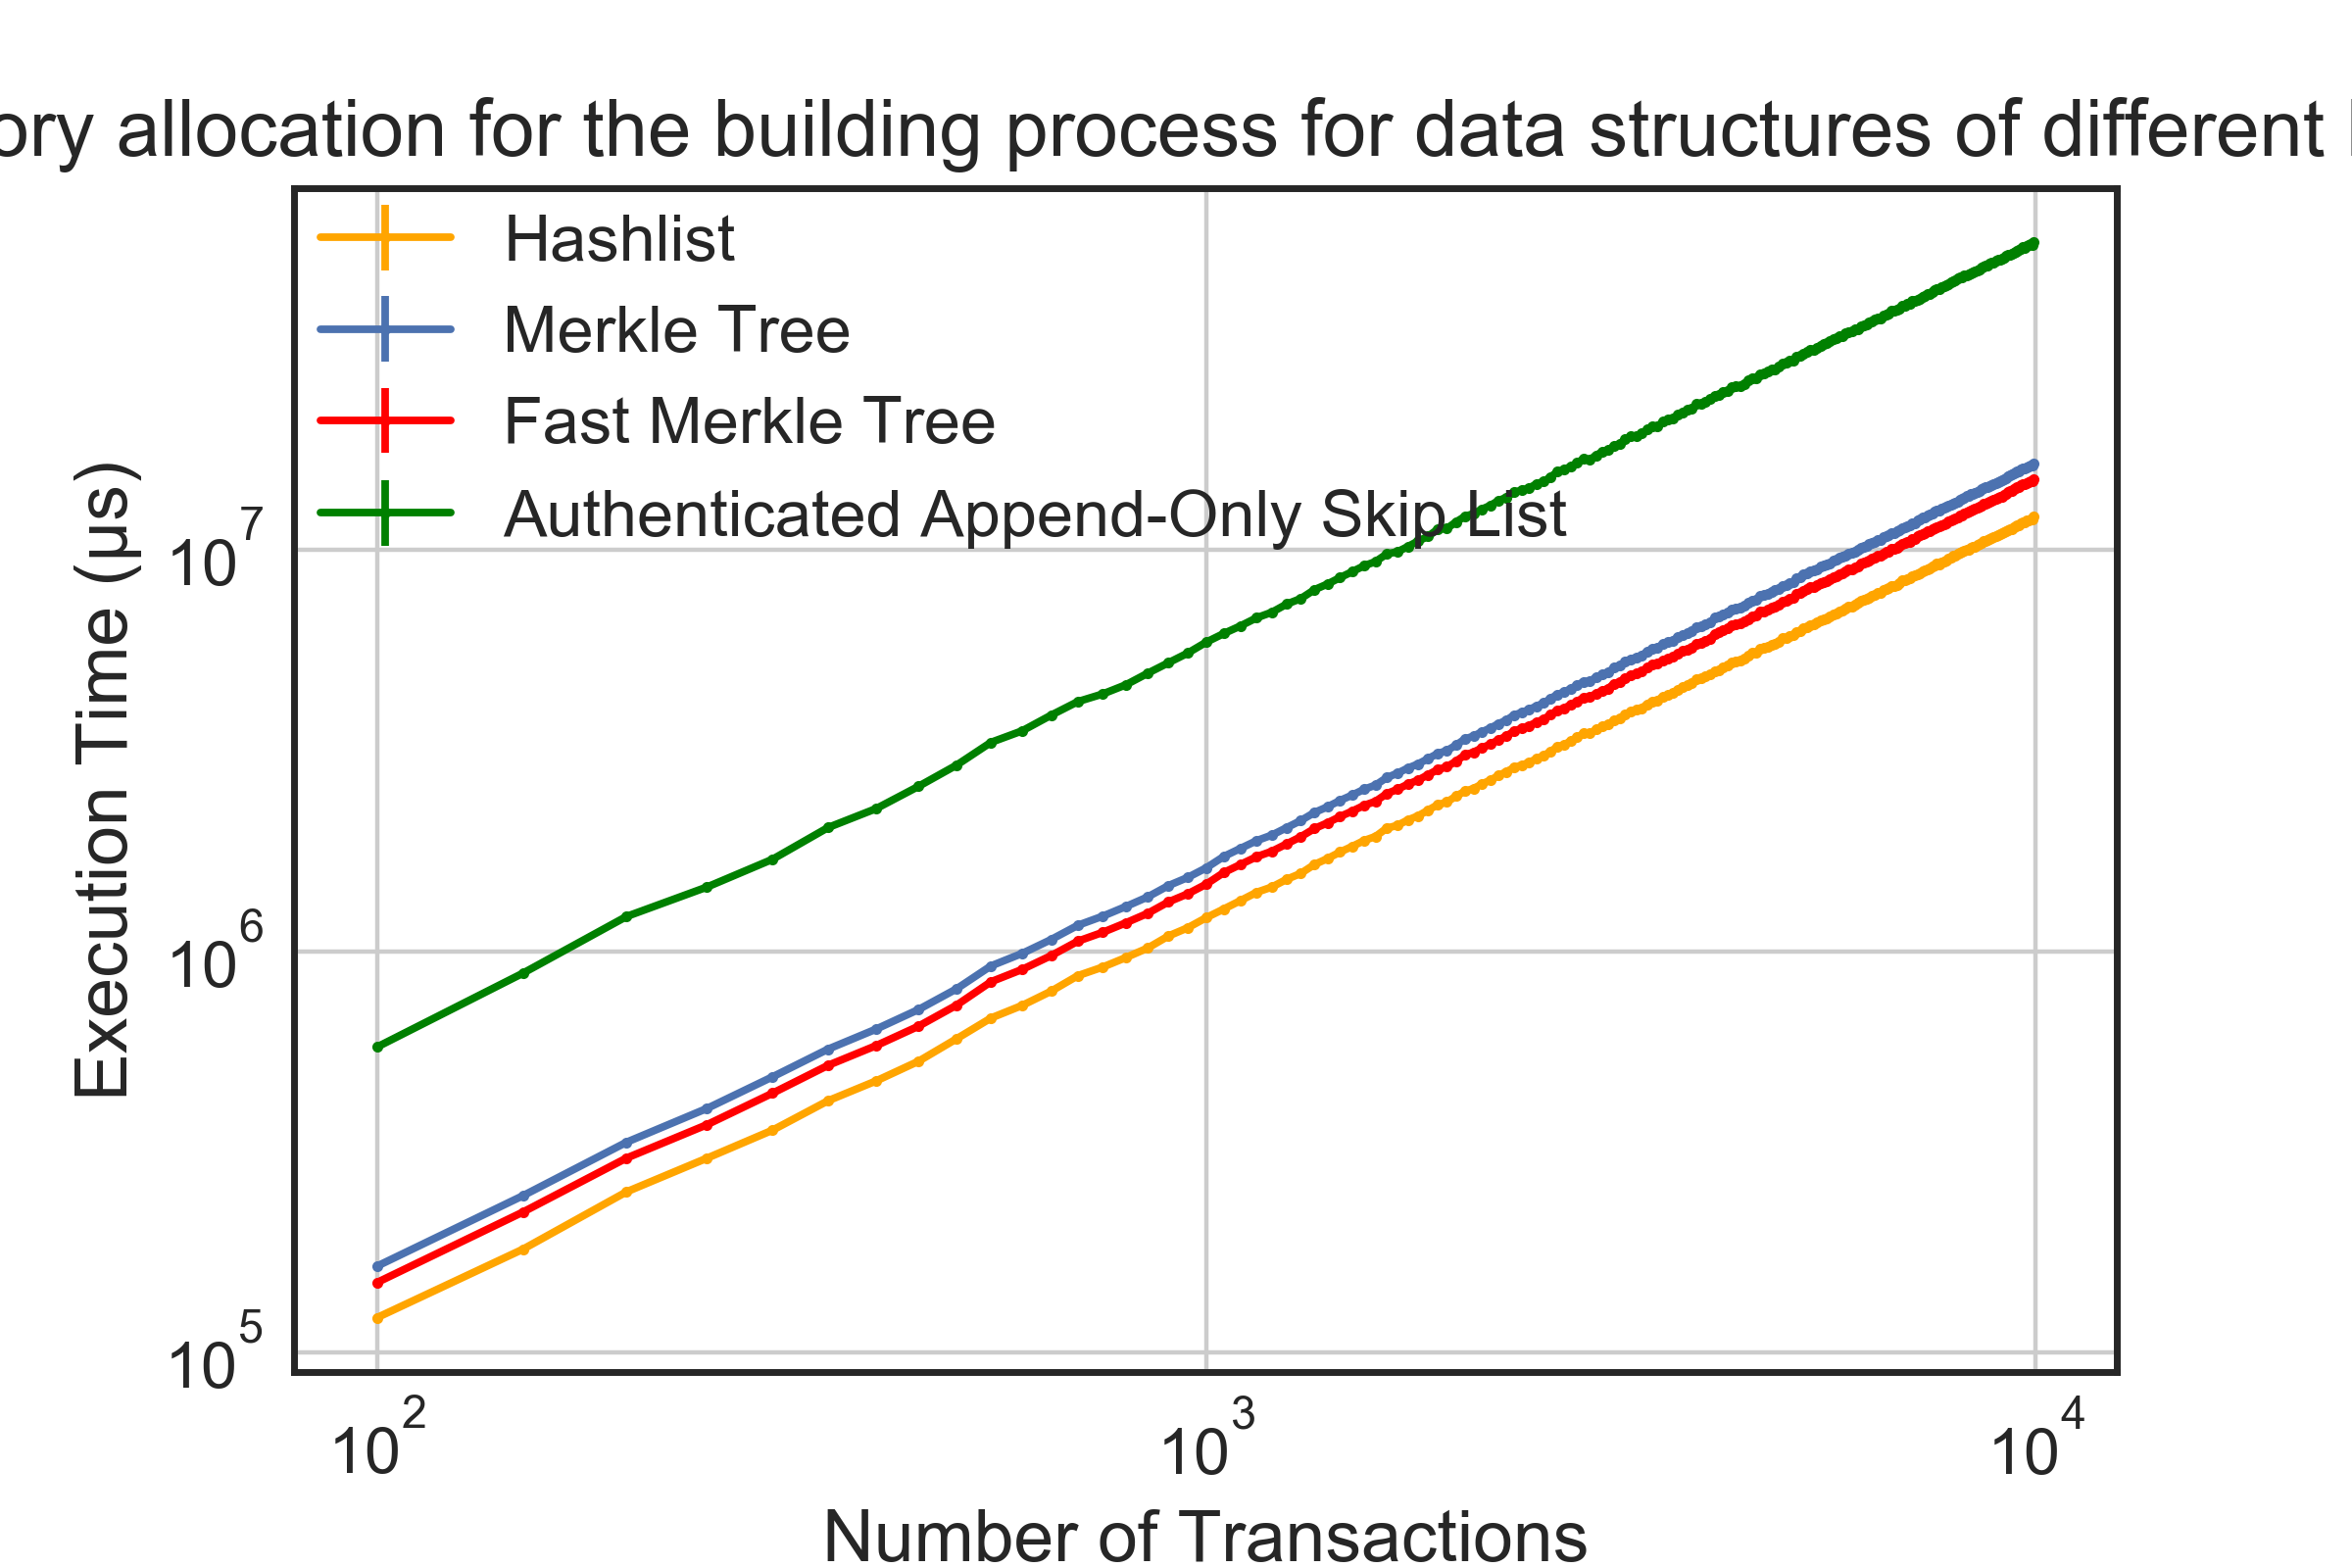 allocation for the building process for data structures of different
Hashlist
Merkle Tree
Fast Merkle Tree
Authenticated Append-Only Skip List
Execution Time (µs)
10^7
10^6
10^5
10^2 10^3 10^4
Number of Transactions